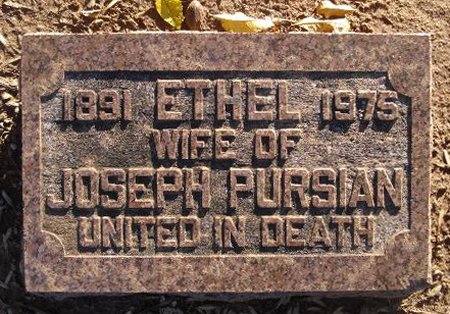 1891 ETHEL 1975
WIFE OF
JOSEPH PURSIAN
UNITED IN DEATH